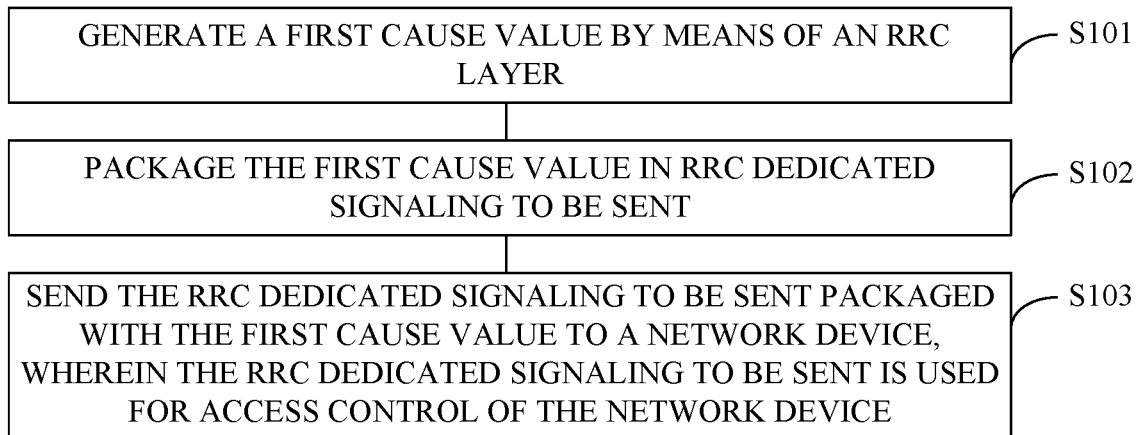 GENERATE A FIRST CAUSE VALUE BY MEANS OF AN RRC
LAYER
S101
PACKAGE THE FIRST CAUSE VALUE IN RRC DEDICATED
SIGNALING TO BE SENT
S102
SEND THE RRC DEDICATED SIGNALING TO BE SENT PACKAGED
WITH THE FIRST CAUSE VALUE TO A NETWORK DEVICE,
WHEREIN THE RRC DEDICATED SIGNALING TO BE SENT IS USED
FOR ACCESS CONTROL OF THE NETWORK DEVICE
S103